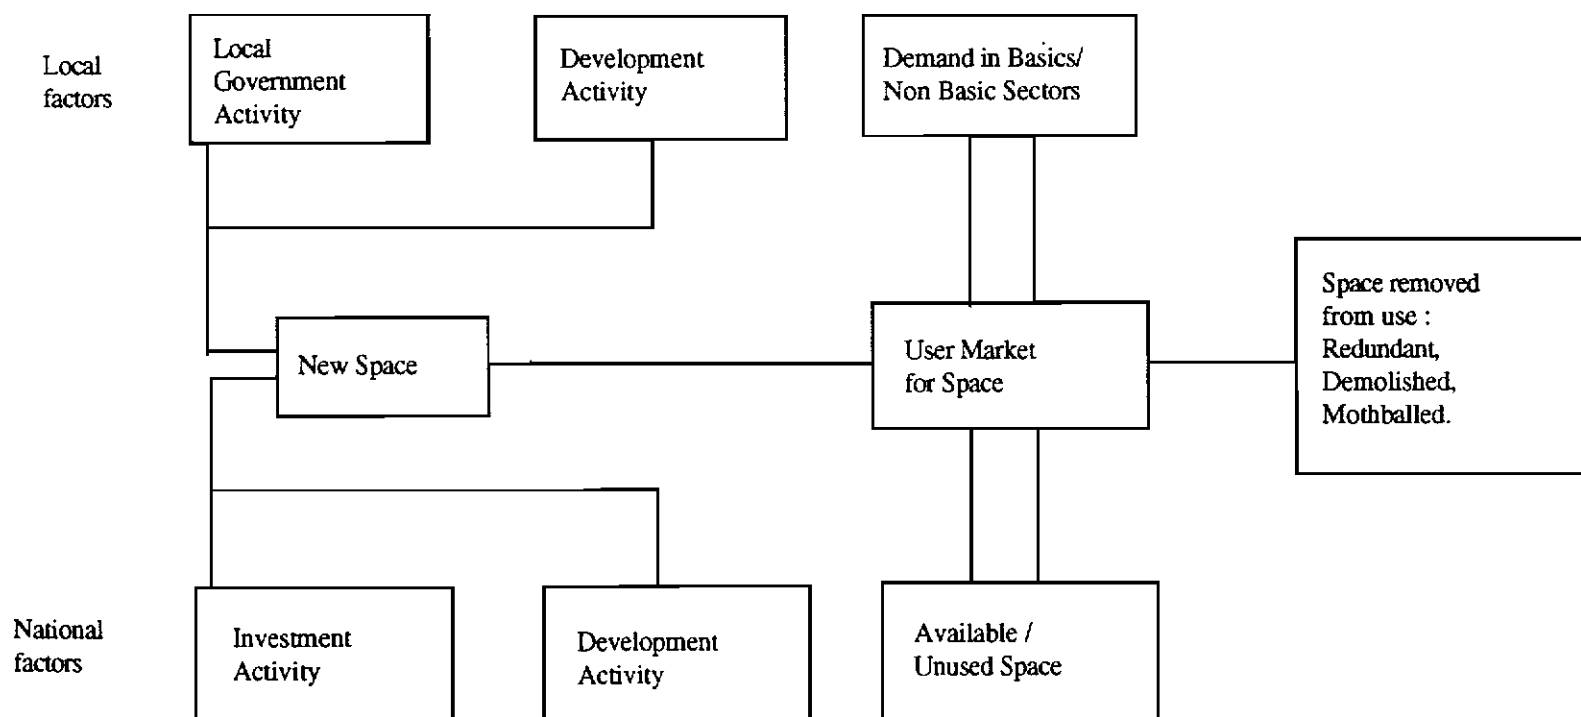 Local
factors
Local
Government
Activity
Development
Activity
Demand in Basics/
Non Basic Sectors
New Space
User Market
for Space
Space removed
from use :
Redundant,
Demolished,
Mothballed.
National
factors
Investment
Activity
Development
Activity
Available /
Unused Space